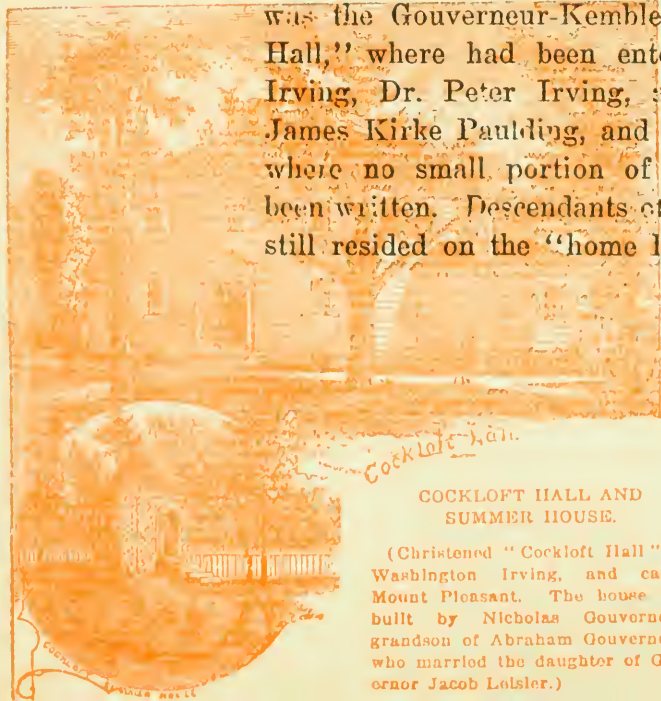 was the Gouverneur-Kemble
Hall," where had been ent
Irving, Dr. Peter Irving,
James Kirke Paulding, and
where no small portion of
been written. Descendants of
still resided on the "home l
Cockloft Hall.
COCKLOFT HALL AND
SUMMER HOUSE.
(Christened "Cockloft Hall"
Washington Irving, and ca
Mount Pleasant. The house
built by Nicholas Gouverne
grandson of Abraham Gouverne
who married the daughter of G
ernor Jacob Leisler.)